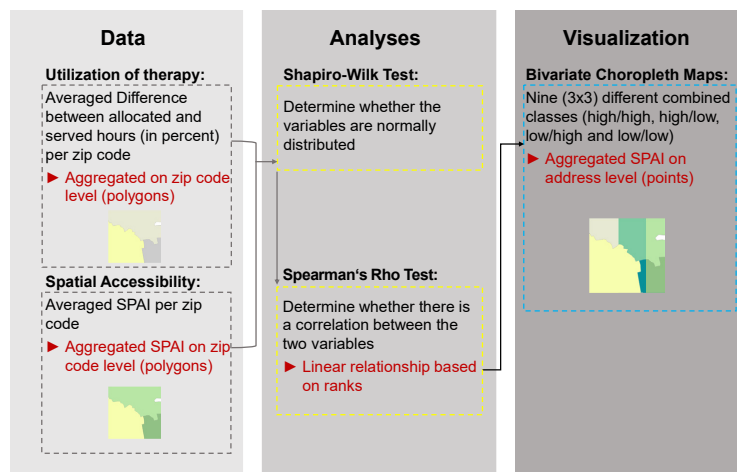 Data
Utilization of therapy:
Averaged Difference
between allocated and
served hours (in percent)
per zip code
► Aggregated on zip code
level (polygons)
Spatial Accessibility:
Averaged SPAI per zip
code
► Aggregated SPAI on zip
code level (polygons)
Analyses
Shapiro-Wilk Test:
Determine whether the
variables are normally
distributed
Spearman‘s Rho Test:
Determine whether there is
a correlation between the
two variables
► Linear relationship based
on ranks
Visualization
Bivariate Choropleth Maps:
Nine (3x3) different combined
classes (high/high, high/low,
low/high and low/low)
► Aggregated SPAI on
address level (points)